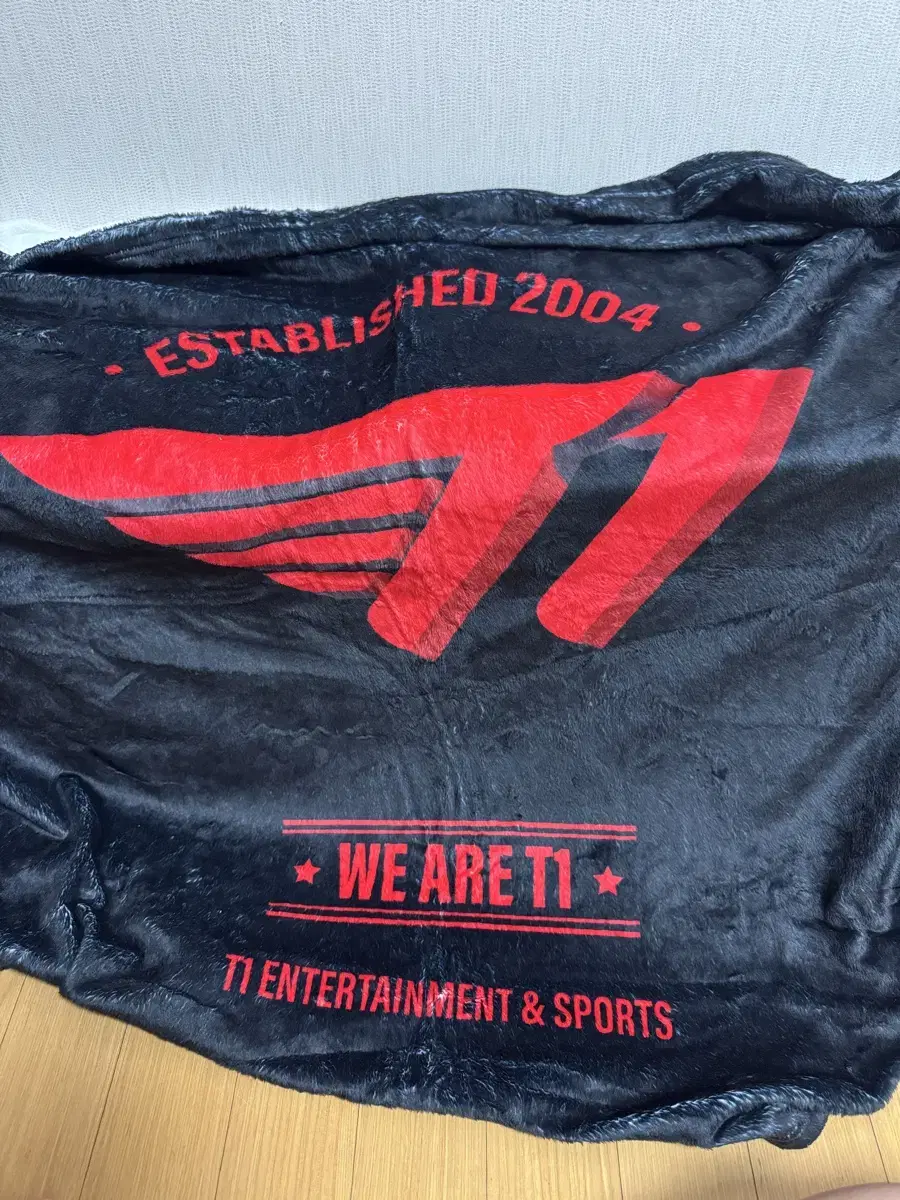 · ESTABLISHED 2004 ·
T1
★ WE ARE T1 ★
T1 ENTERTAINMENT & SPORTS